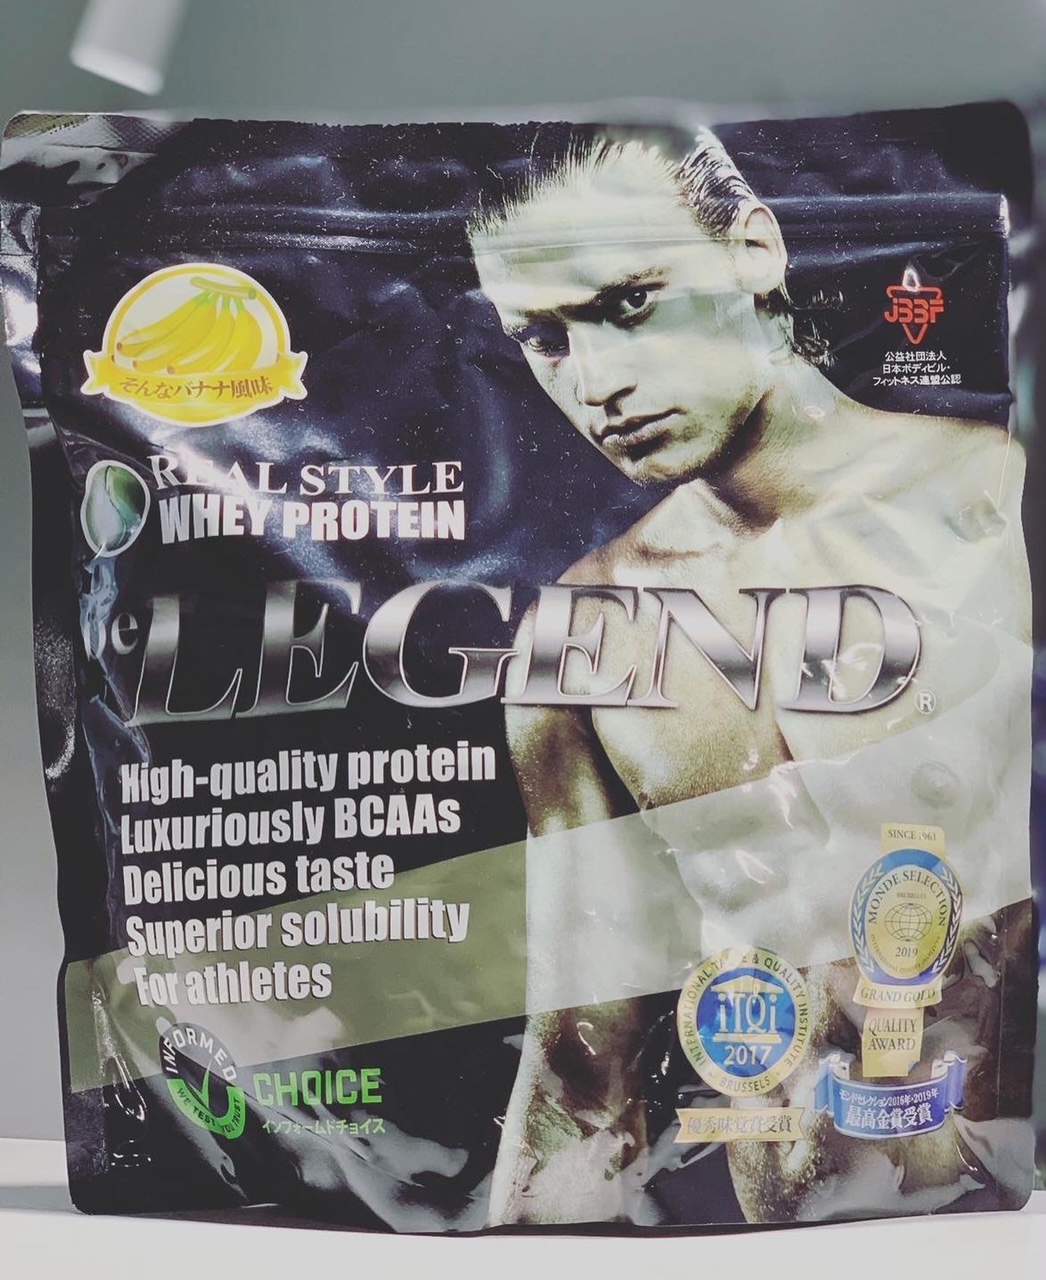 そんなバナナ風味
JBBF
公益社団法人
日本ボディビル・
フィットネス連盟公認
REAL STYLE
WHEY PROTEIN
be LEGEND®
High-quality protein
Luxuriously BCAAs
Delicious taste
Superior solubility
For athletes
INFORMED
WE TEST YOU TRUST
CHOICE
インフォームドチョイス
INTERNATIONAL TASTE & QUALITY INSTITUTE
iTQi
2017
BRUSSELS
優秀味覚賞受賞
SINCE 1961
MONDE SELECTION
BRUXELLES
2019
GRAND GOLD
QUALITY
AWARD
モンドセレクション2016年-2019年
最高金賞受賞